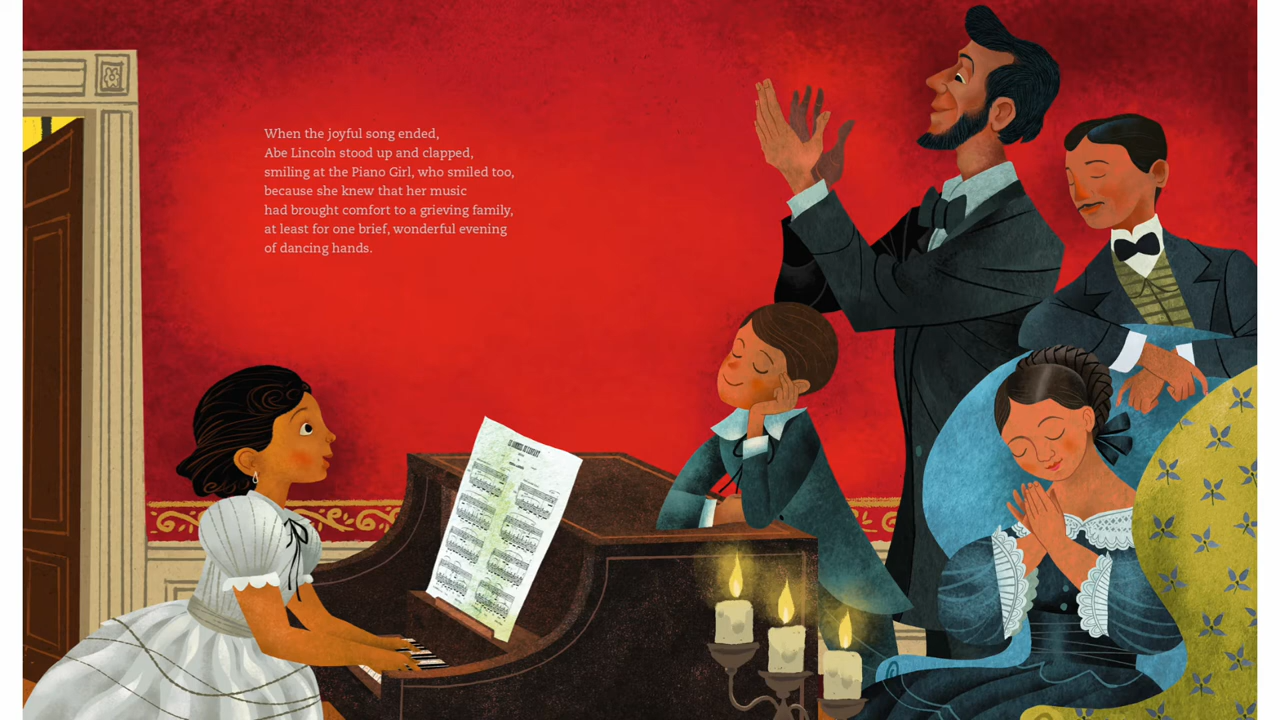 When the joyful song ended,
Abe Lincoln stood up and clapped,
smiling at the Piano Girl, who smiled too,
because she knew that her music
had brought comfort to a grieving family,
at least for one brief, wonderful evening
of dancing hands.